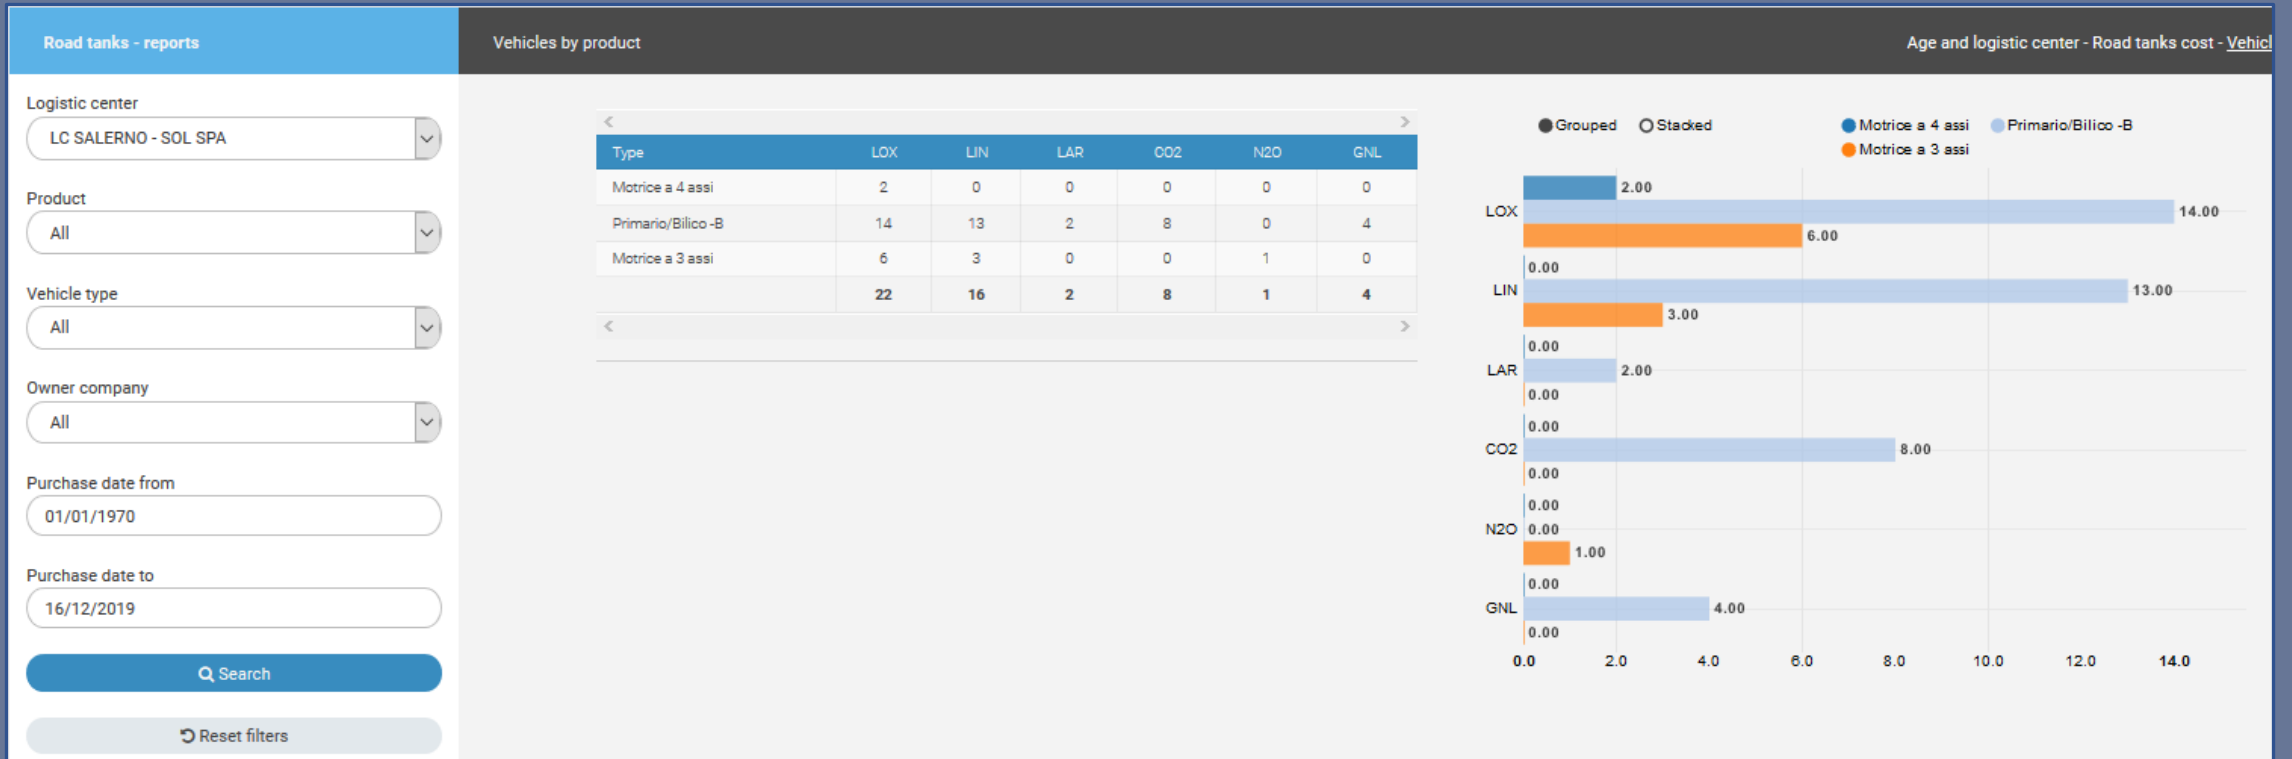 Road tanks - reports
Vehicles by product
Age and logistic center - Road tanks cost - Vehicl
Logistic center
LC SALERNO - SOL SPA
Product
All
Vehicle type
All
Owner company
All
Purchase date from
01/01/1970
Purchase date to
16/12/2019
Search
Reset filters
Type LOX LIN LAR CO2 N2O GNL
Motrice a 4 assi 2 0 0 0 0 0
Primario/Bilico -B 14 13 2 8 0 4
Motrice a 3 assi 6 3 0 0 1 0
22 16 2 8 1 4
Grouped Stacked
Motrice a 4 assi Primario/Bilico -B
Motrice a 3 assi
2.00
LOX 14.00
6.00
0.00
LIN 13.00
3.00
0.00
LAR 2.00
0.00
0.00
CO2 8.00
0.00
0.00
N2O 0.00
1.00
0.00
GNL 4.00
0.00
0.0 2.0 4.0 6.0 8.0 10.0 12.0 14.0